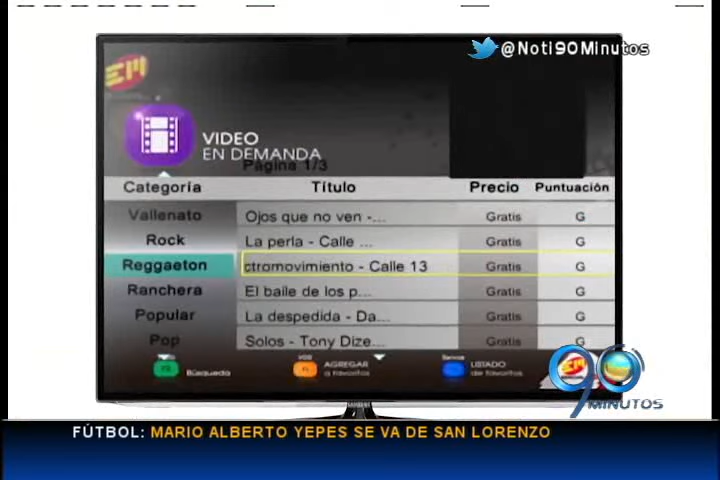 @Noti90Minutos
EM
VIDEO
EN DEMANDA
Página 1/3
Categoría Título Precio Puntuación
Vallenato Ojos que no ven -... Gratis G
Rock La perla - Calle ... Gratis G
Reggaeton ctromovimiento - Calle 13 Gratis G
Ranchera El baile de los p... Gratis G
Popular La despedida - Da... Gratis G
Pop Solos - Tony Dize... Gratis G
Búsqueda
AGREGAR
a favoritos
LISTADO
de favoritos
90
MINUTOS
FÚTBOL: MARIO ALBERTO YEPES SE VA DE SAN LORENZO